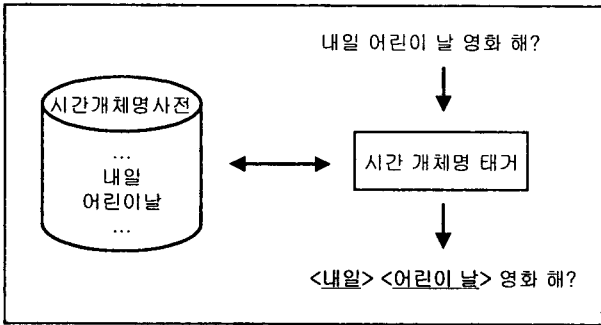 내일 어린이 날 영화 해?
시간개체명사전
...
내일
어린이날
...
시간 개체명 태거
<내일> <어린이 날> 영화 해?